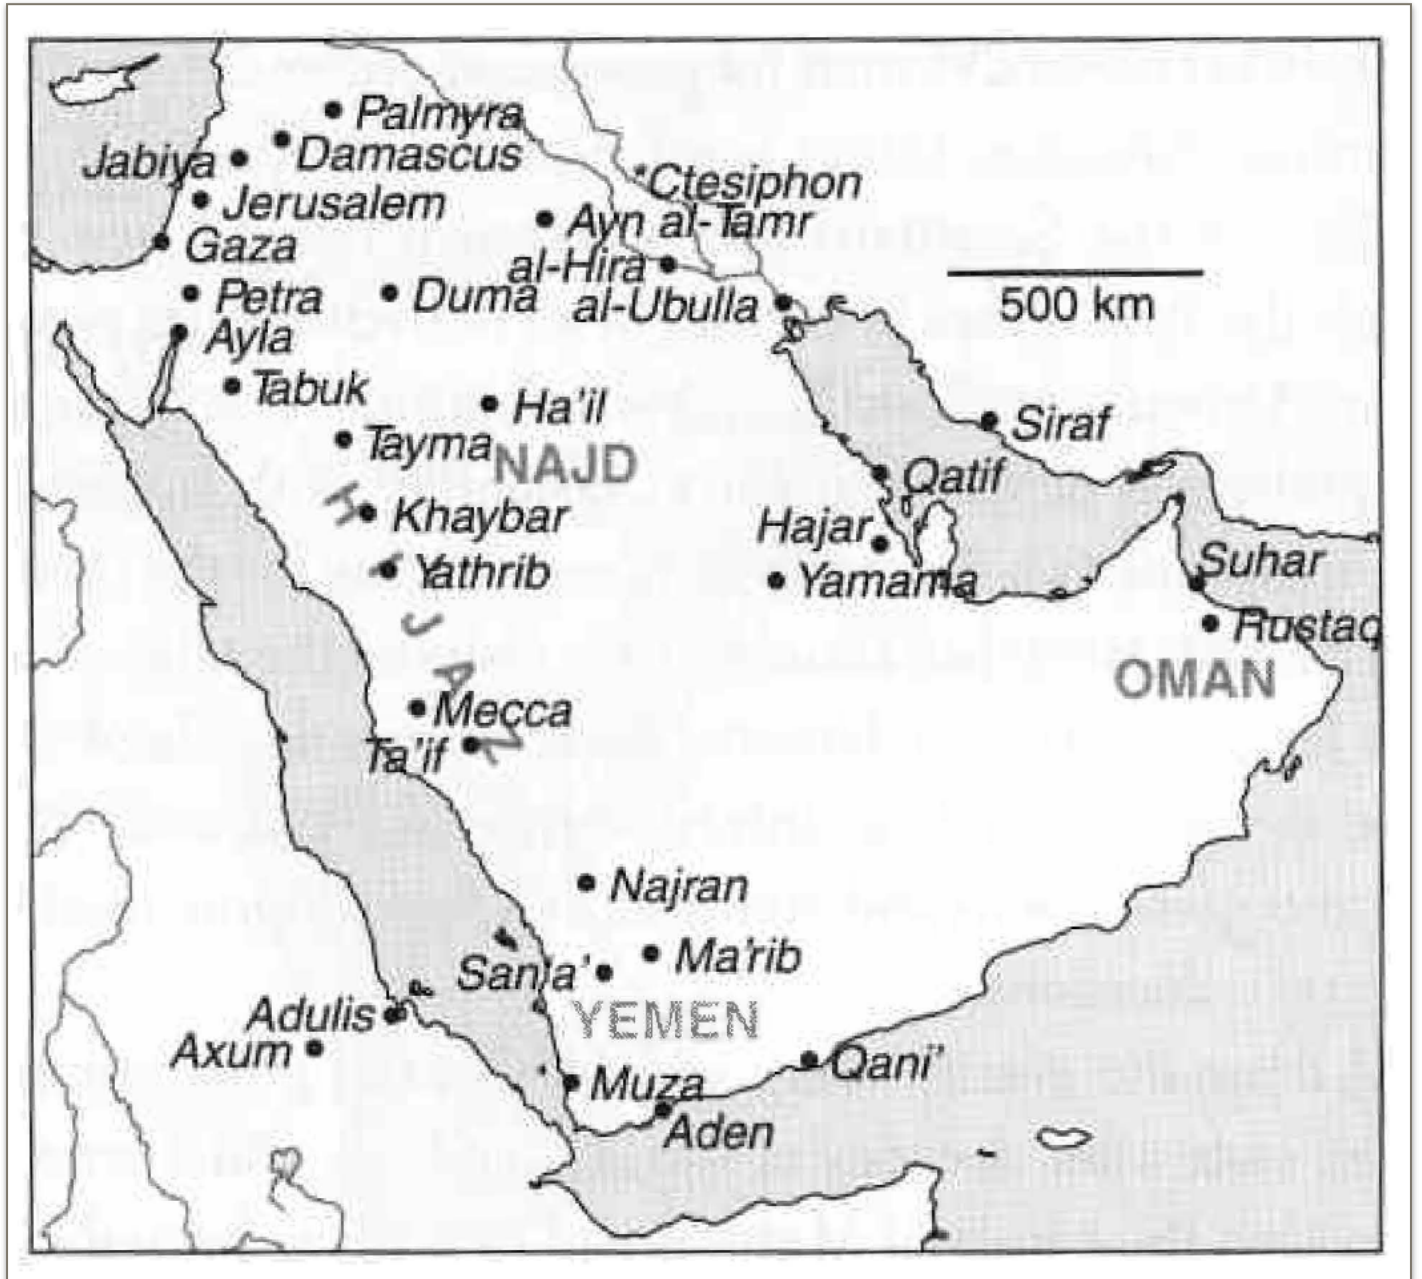 Palmyra
Damascus
Jabiya
Jerusalem
*Ctesiphon
Ayn al-Tamr
Gaza
al-Hira
Petra
Duma
al-Ubulla
500 km
Ayla
Tabuk
Ha'il
Siraf
Tayma
NAJD
Qatif
HIJAZ
Khaybar
Hajar
Yathrib
Yamama
Suhar
Rustaq
OMAN
Mecca
Ta'if
Najran
Ma'rib
San'a'
YEMEN
Adulis
Axum
Qani'
Muza
Aden